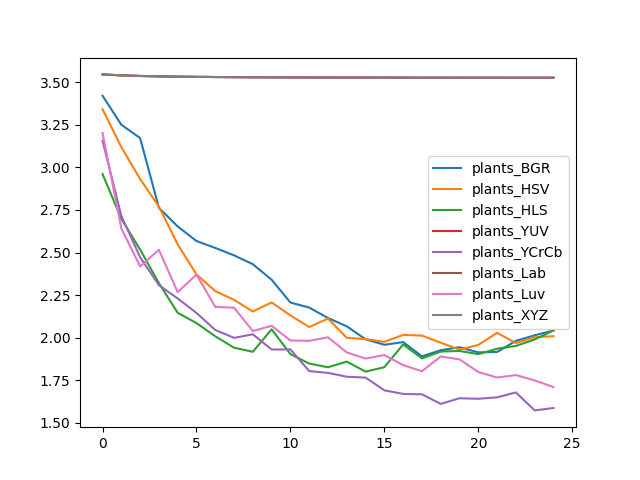 3.50
3.25
3.00
2.75
2.50
2.25
2.00
1.75
1.50
0 5 10 15 20 25
plants_BGR
plants_HSV
plants_HLS
plants_YUV
plants_YCrCb
plants_Lab
plants_Luv
plants_XYZ